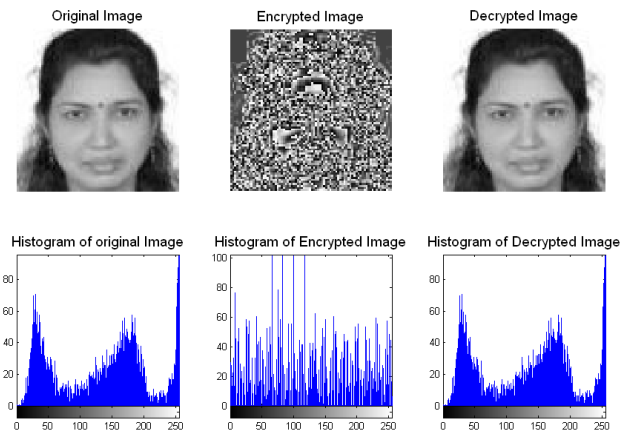 Original Image
Encrypted Image
Decrypted Image
Histogram of original Image
Histogram of Encrypted Image
Histogram of Decrypted Image
80
60
40
20
0
0 50 100 150 200 250
100
80
60
40
20
0
0 50 100 150 200 250
80
60
40
20
0
0 50 100 150 200 250